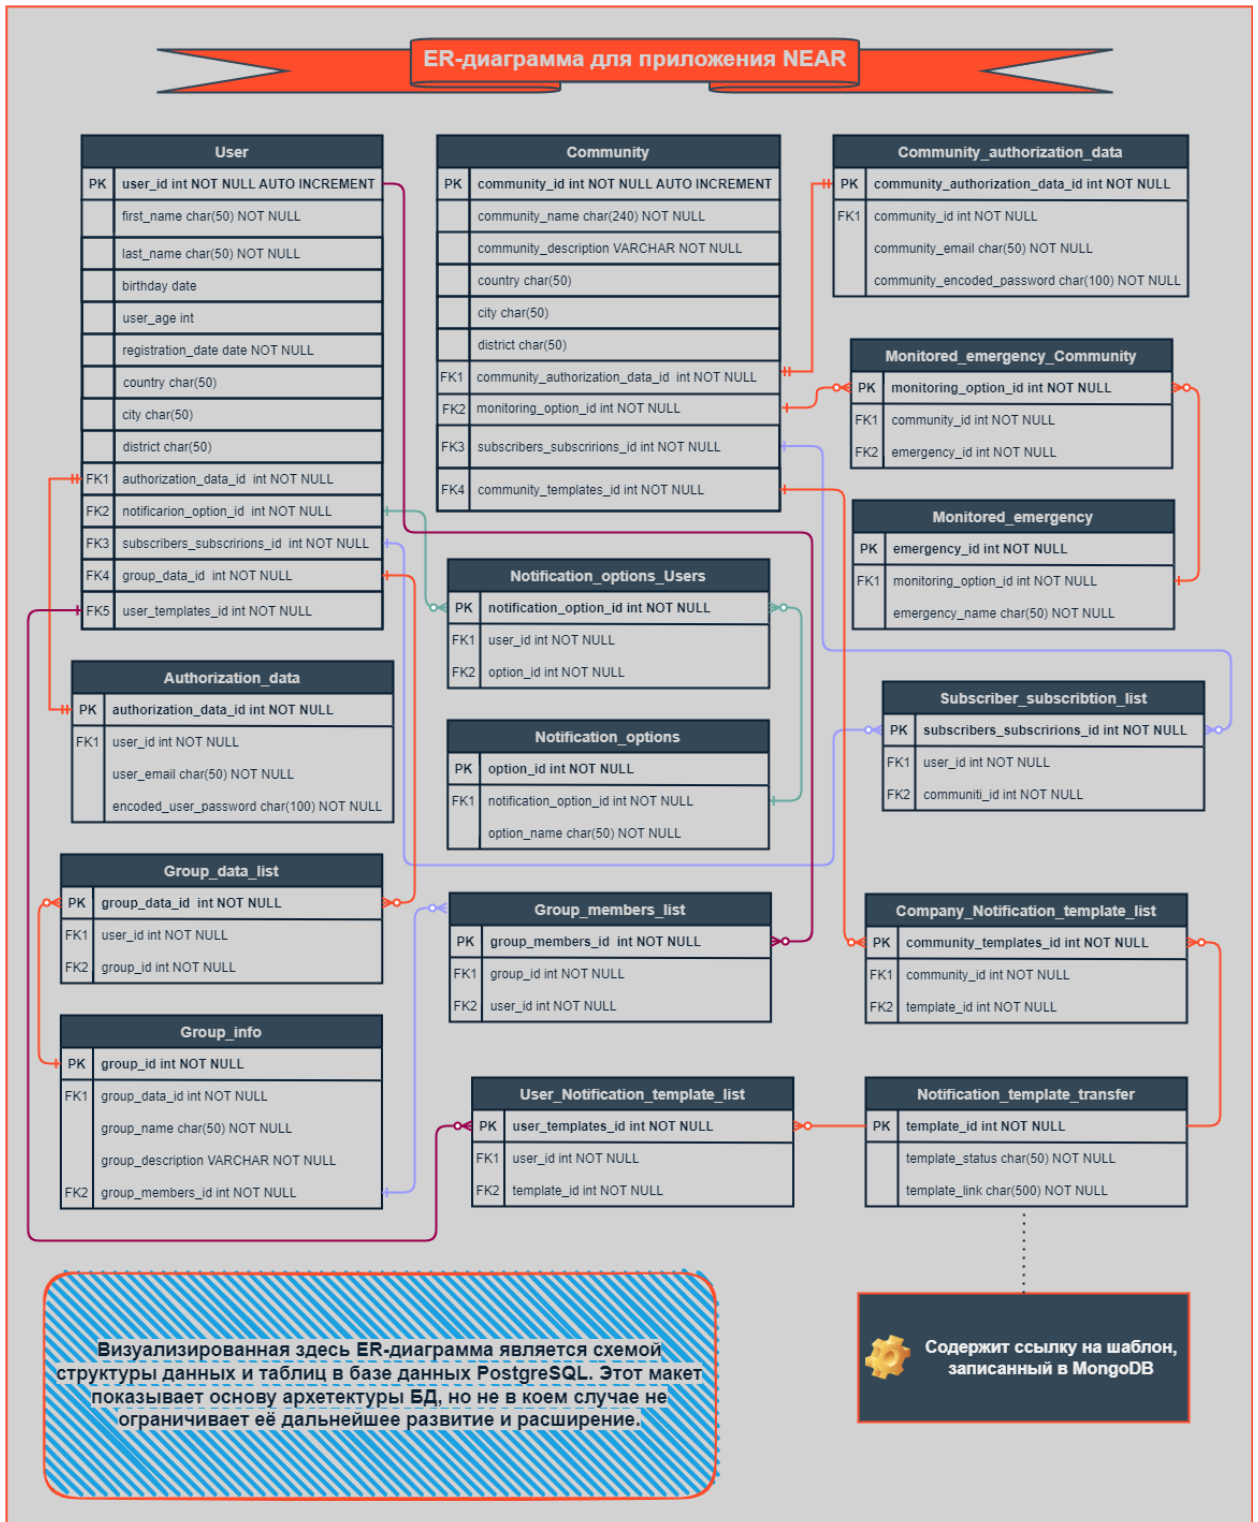 ER-диаграмма для приложения NEAR
User
PK user_id int NOT NULL AUTO INCREMENT
first_name char(50) NOT NULL
last_name char(50) NOT NULL
birthday date
user_age int
registration_date date NOT NULL
country char(50)
city char(50)
district char(50)
FK1 authorization_data_id int NOT NULL
FK2 notificarion_option_id int NOT NULL
FK3 subscribers_subscririons_id int NOT NULL
FK4 group_data_id int NOT NULL
FK5 user_templates_id int NOT NULL
Community
PK community_id int NOT NULL AUTO INCREMENT
community_name char(240) NOT NULL
community_description VARCHAR NOT NULL
country char(50)
city char(50)
district char(50)
FK1 community_authorization_data_id int NOT NULL
FK2 monitoring_option_id int NOT NULL
FK3 subscribers_subscririons_id int NOT NULL
FK4 community_templates_id int NOT NULL
Community_authorization_data
PK community_authorization_data_id int NOT NULL
FK1 community_id int NOT NULL
community_email char(50) NOT NULL
community_encoded_password char(100) NOT NULL
Monitored_emergency_Community
PK monitoring_option_id int NOT NULL
FK1 community_id int NOT NULL
FK2 emergency_id int NOT NULL
Monitored_emergency
PK emergency_id int NOT NULL
FK1 monitoring_option_id int NOT NULL
emergency_name char(50) NOT NULL
Notification_options_Users
PK notification_option_id int NOT NULL
FK1 user_id int NOT NULL
FK2 option_id int NOT NULL
Authorization_data
PK authorization_data_id int NOT NULL
FK1 user_id int NOT NULL
user_email char(50) NOT NULL
encoded_user_password char(100) NOT NULL
Notification_options
PK option_id int NOT NULL
FK1 notification_option_id int NOT NULL
option_name char(50) NOT NULL
Subscriber_subscribtion_list
PK subscribers_subscririons_id int NOT NULL
FK1 user_id int NOT NULL
FK2 communiti_id int NOT NULL
Group_data_list
PK group_data_id int NOT NULL
FK1 user_id int NOT NULL
FK2 group_id int NOT NULL
Group_members_list
PK group_members_id int NOT NULL
FK1 group_id int NOT NULL
FK2 user_id int NOT NULL
Company_Notification_template_list
PK community_templates_id int NOT NULL
FK1 community_id int NOT NULL
FK2 template_id int NOT NULL
Group_info
PK group_id int NOT NULL
FK1 group_data_id int NOT NULL
group_name char(50) NOT NULL
group_description VARCHAR NOT NULL
FK2 group_members_id int NOT NULL
User_Notification_template_list
PK user_templates_id int NOT NULL
FK1 user_id int NOT NULL
FK2 template_id int NOT NULL
Notification_template_transfer
PK template_id int NOT NULL
template_status char(50) NOT NULL
template_link char(500) NOT NULL
Визуализированная здесь ER-диаграмма является схемой
структуры данных и таблиц в базе данных PostgreSQL. Этот макет
показывает основу архетектуры БД, но не в коем случае не
ограничивает её дальнейшее развитие и расширение.
Содержит ссылку на шаблон,
записанный в MongoDB